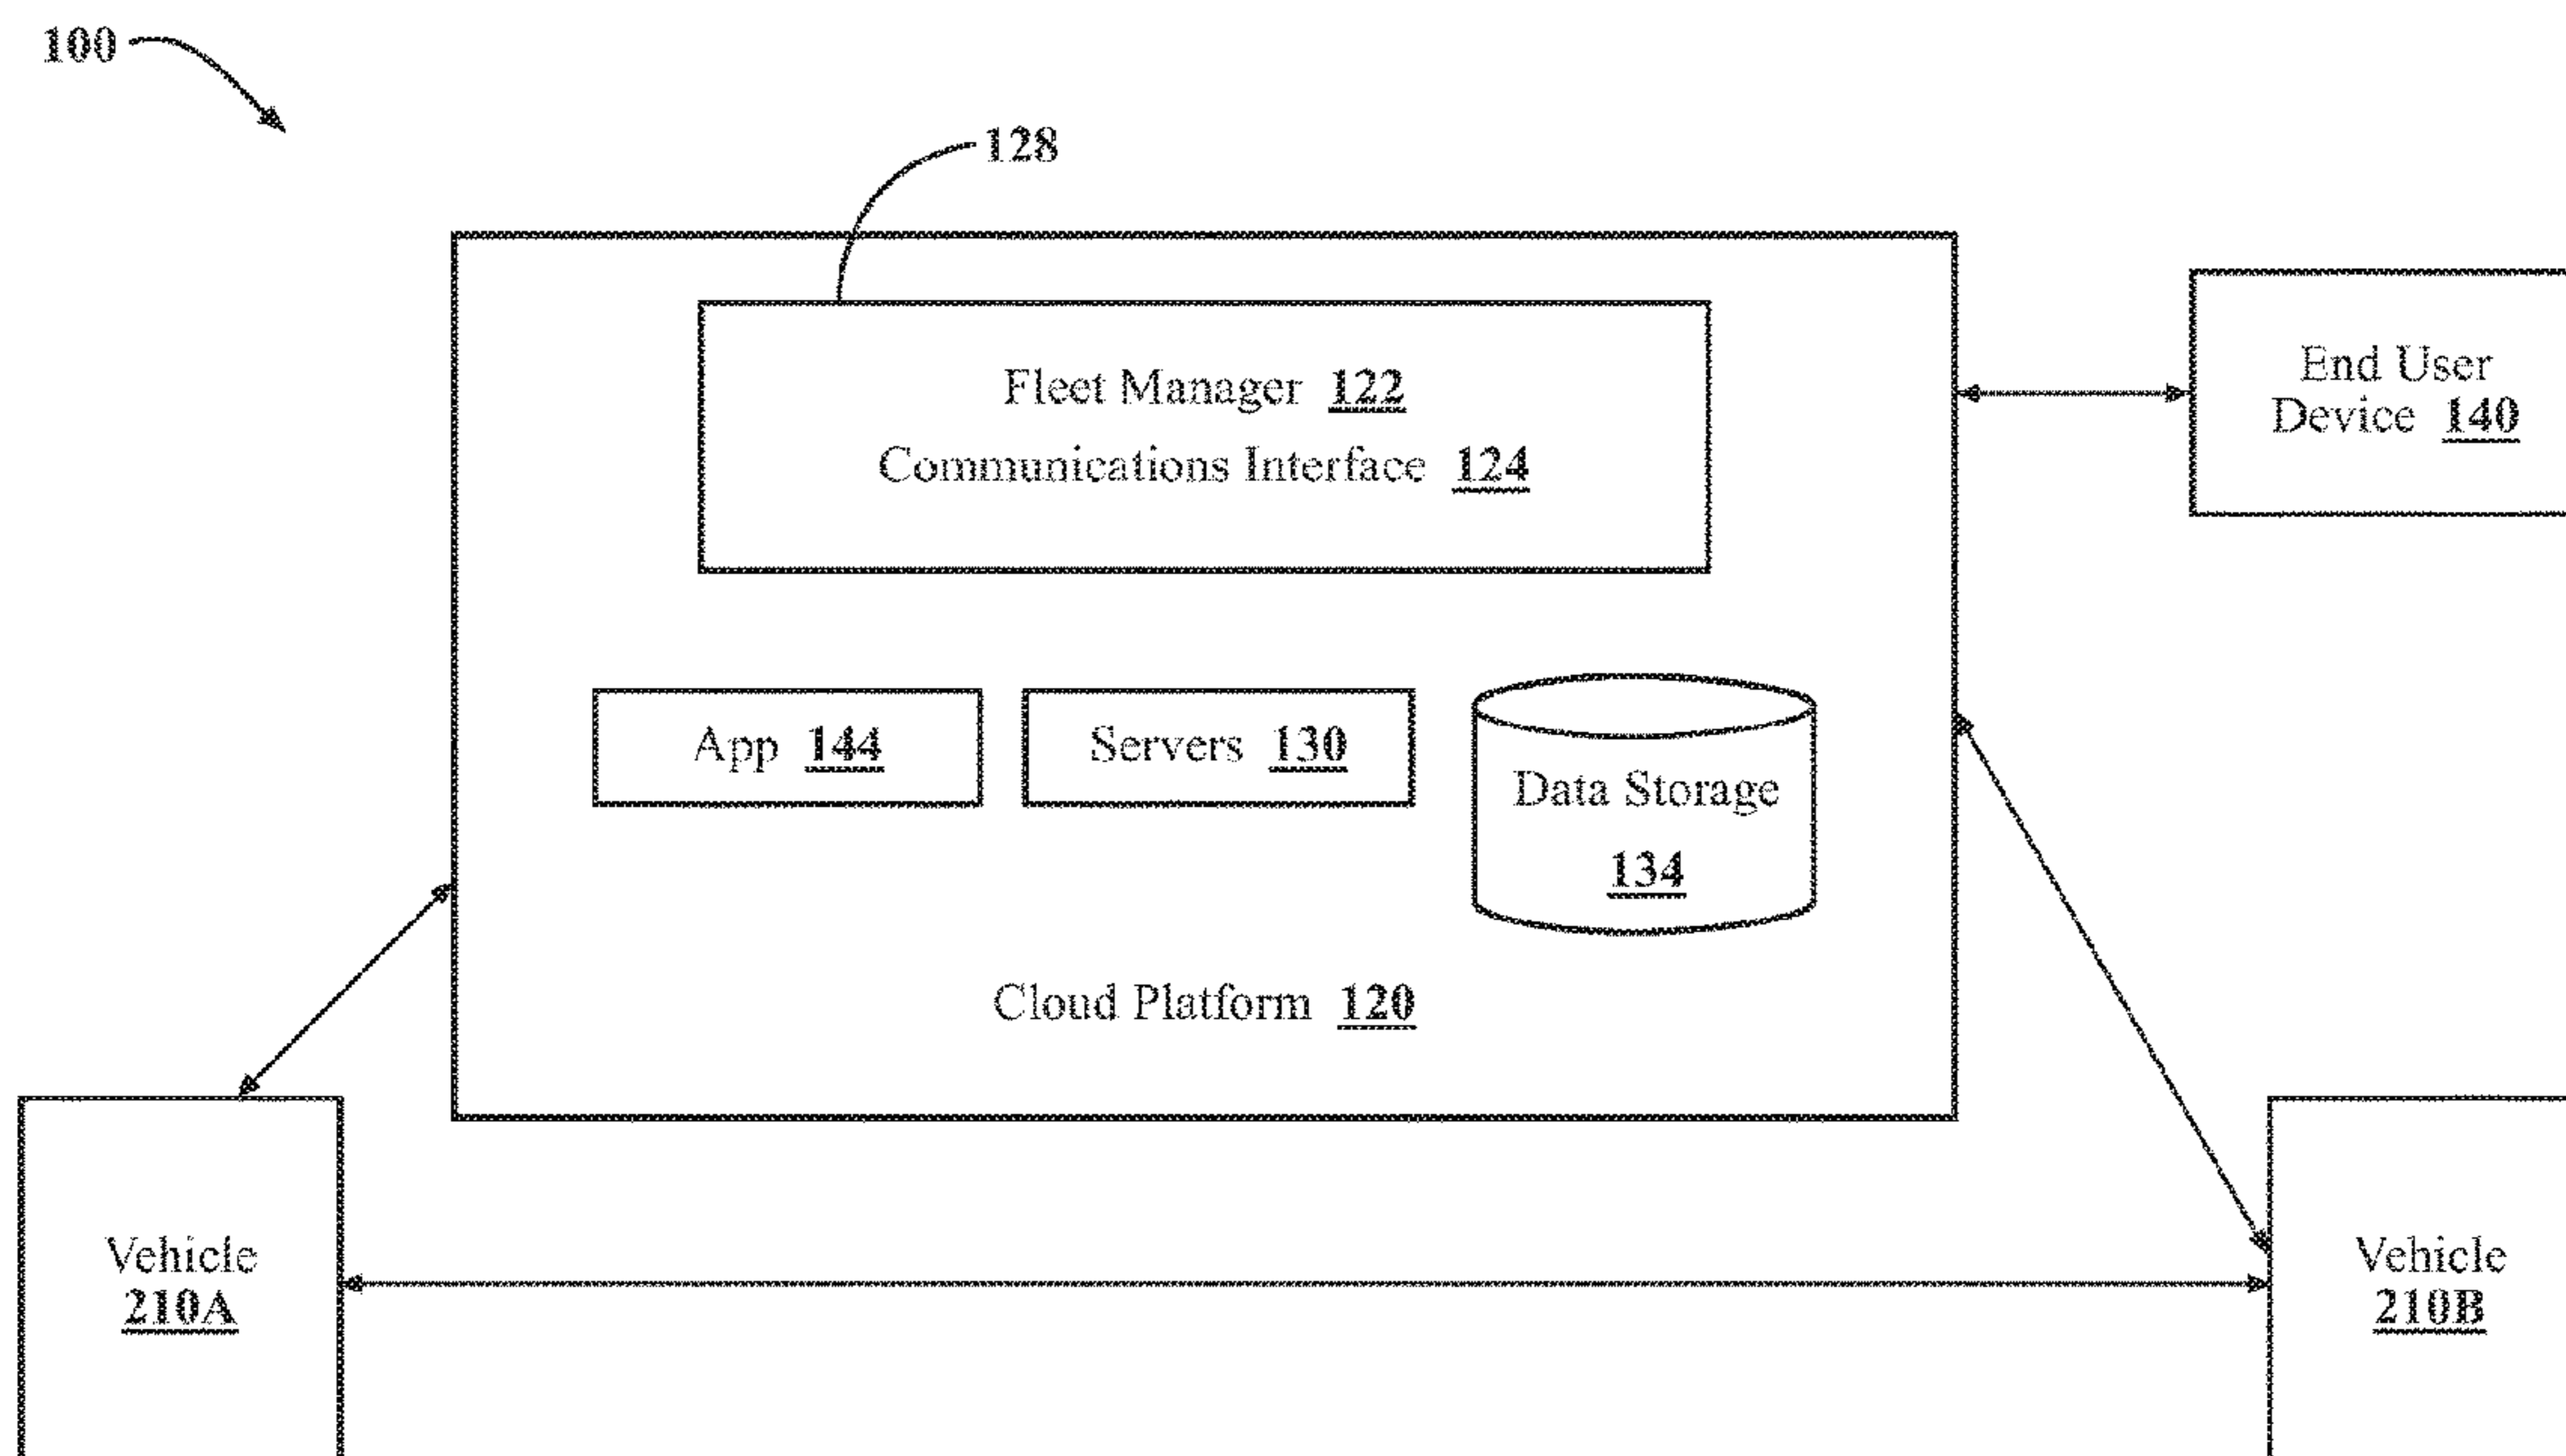 100
128
Fleet Manager 122
Communications Interface 124
End User
Device 140
App 144
Servers 130
Data Storage
134
Cloud Platform 120
Vehicle
210A
Vehicle
210B